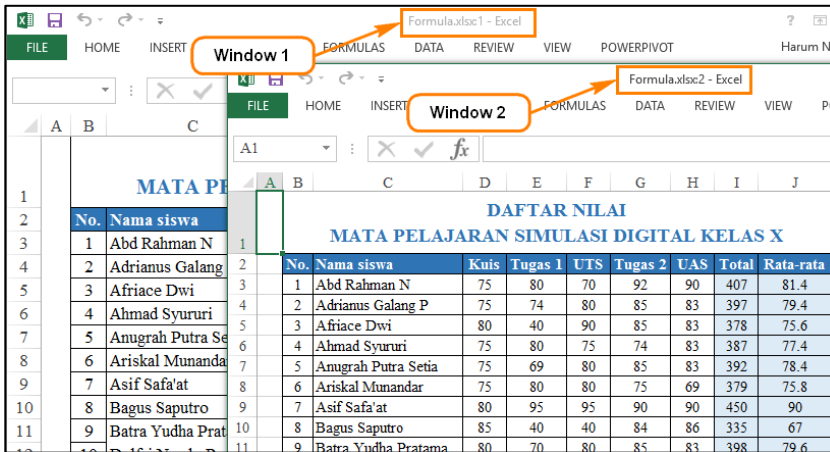 Formula.xlsx:1 - Excel
FILE HOME INSERT FORMULAS DATA REVIEW VIEW POWERPIVOT Harum N
Window 1
A B C
1 MATA PE
2 No. Nama siswa
3 1 Abd Rahman N
4 2 Adrianus Galang
5 3 Afriace Dwi
6 4 Ahmad Syururi
7 5 Anugrah Putra Se
8 6 Ariskal Munanda
9 7 Asif Safa'at
10 8 Bagus Saputro
11 9 Batra Yudha Prat
Formula.xlsx:2 - Excel
FILE HOME INSERT FORMULAS DATA REVIEW VIEW
Window 2
A1 fx
A B C D E F G H I J
DAFTAR NILAI
1 MATA PELAJARAN SIMULASI DIGITAL KELAS X
2 No. Nama siswa Kuis Tugas 1 UTS Tugas 2 UAS Total Rata-rata
3 1 Abd Rahman N 75 80 70 92 90 407 81.4
4 2 Adrianus Galang P 75 74 80 85 83 397 79.4
5 3 Afriace Dwi 80 40 90 85 83 378 75.6
6 4 Ahmad Syururi 75 80 75 74 83 387 77.4
7 5 Anugrah Putra Setia 75 69 80 85 83 392 78.4
8 6 Ariskal Munandar 75 80 80 75 69 379 75.8
9 7 Asif Safa'at 80 95 95 90 90 450 90
10 8 Bagus Saputro 85 40 40 84 86 335 67
11 9 Batra Yudha Pratama 80 70 80 85 83 398 79.6